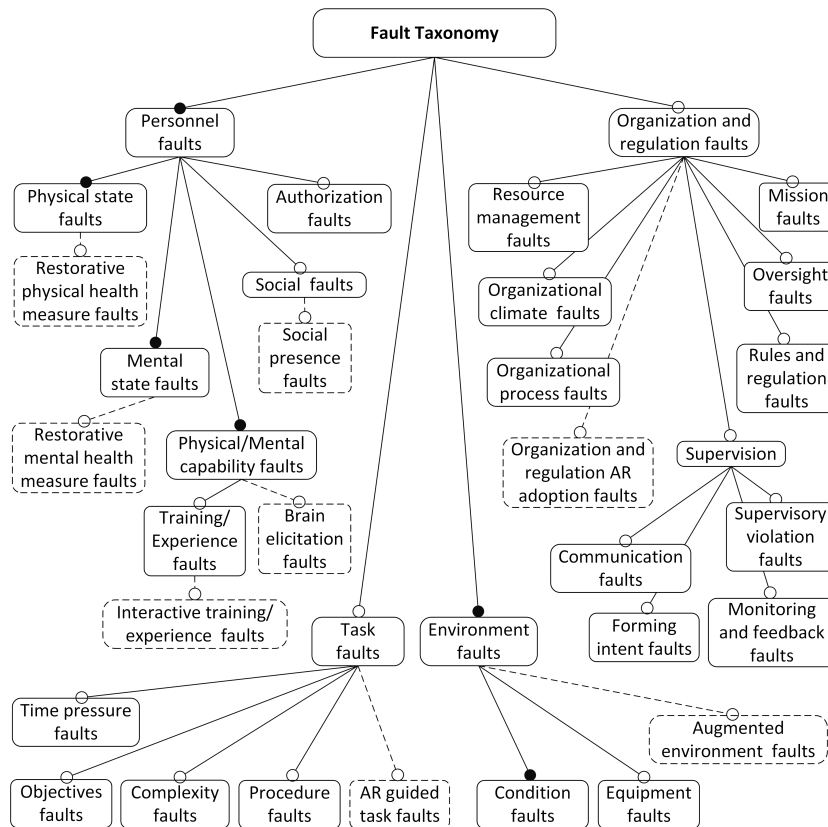 Fault Taxonomy
Personnel
faults
Organization and
regulation faults
Physical state
faults
Authorization
faults
Resource
management
faults
Mission
faults
Restorative
physical health
measure faults
Social  faults
Organizational
climate  faults
Oversight
faults
Social
presence
faults
Mental
state faults
Organizational
process faults
Rules and
regulation
faults
Restorative
mental health
measure faults
Physical/Mental
capability faults
Organization and
regulation AR
adoption faults
Supervision
Training/
Experience
faults
Brain
elicitation
faults
Supervisory
violation
faults
Communication
faults
Interactive training/
experience  faults
Forming
intent faults
Monitoring
and feedback
faults
Task
faults
Environment
faults
Time pressure
faults
Augmented
environment  faults
Objectives
faults
Complexity
faults
Procedure
faults
AR guided
task faults
Condition
faults
Equipment
faults